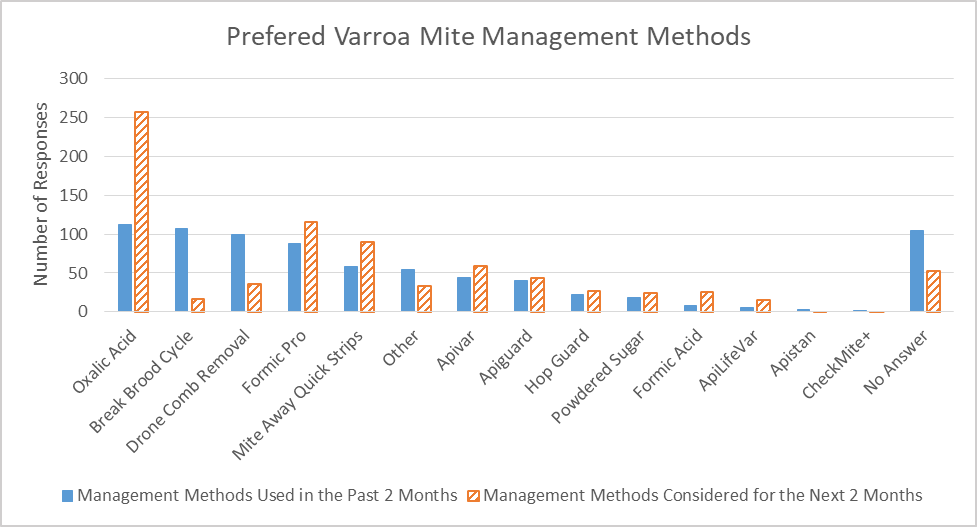 Prefered Varroa Mite Management Methods
Number of Responses
300
250
200
150
100
50
0
Oxalic Acid
Break Brood Cycle
Drone Comb Removal
Formic Pro
Mite Away Quick Strips
Other
Apivar
Apiguard
Hop Guard
Powdered Sugar
Formic Acid
ApiLifeVar
Apistan
CheckMite+
No Answer
Management Methods Used in the Past 2 Months
Management Methods Considered for the Next 2 Months